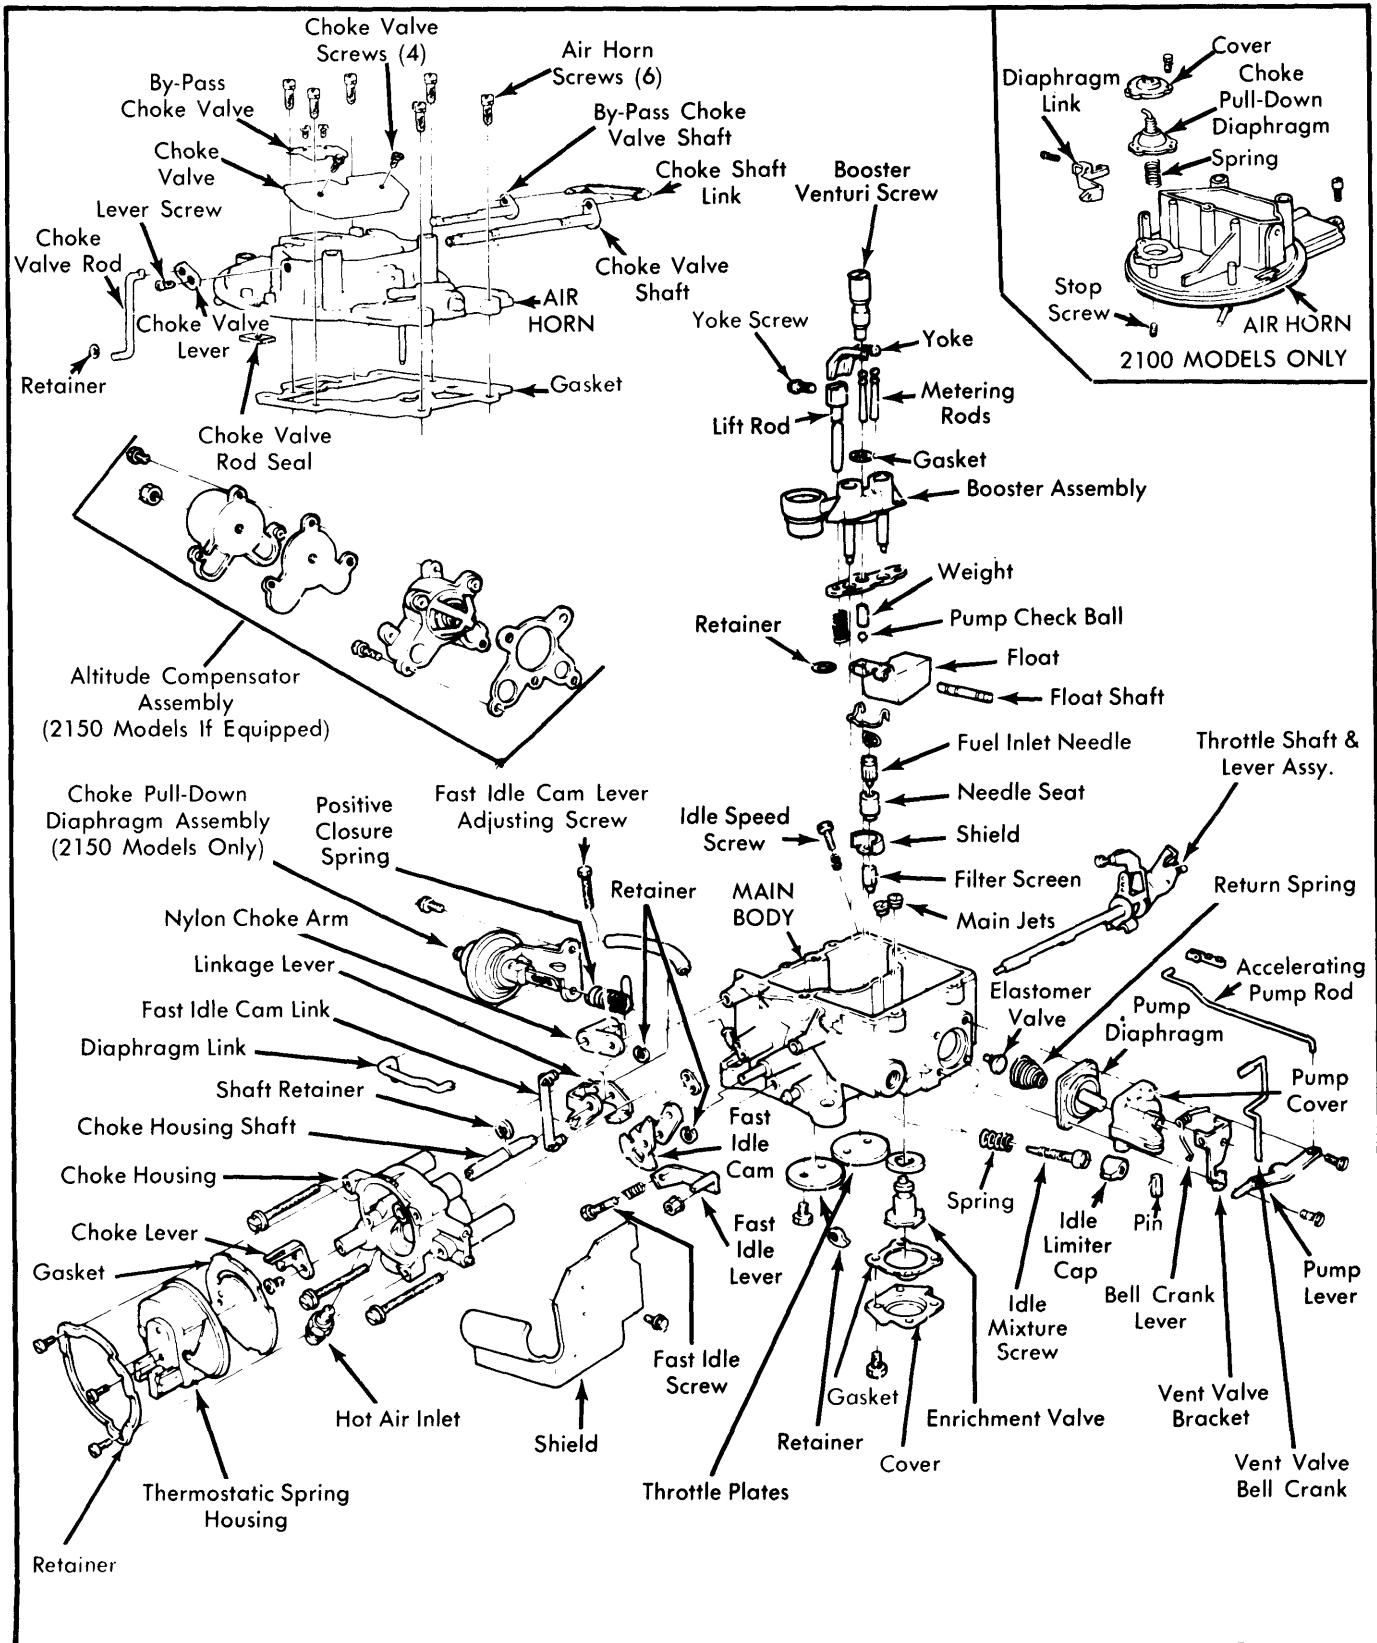 Choke Valve
Screws (4)
Air Horn
Screws (6)
By-Pass
Choke Valve
By-Pass Choke
Valve Shaft
Choke
Valve
Choke Shaft
Link
Lever Screw
Choke
Valve Rod
Choke Valve
Shaft
AIR
HORN
Choke Valve
Lever
Retainer
Gasket
Choke Valve
Rod Seal
Booster
Venturi Screw
Yoke Screw
Yoke
Metering
Rods
Lift Rod
Gasket
Booster Assembly
Weight
Pump Check Ball
Retainer
Float
Float Shaft
Fuel Inlet Needle
Needle Seat
Idle Speed
Screw
Shield
Filter Screen
Main Jets
MAIN
BODY
Cover
Diaphragm
Link
Choke
Pull-Down
Diaphragm
Spring
Stop
Screw
AIR HORN
2100 MODELS ONLY
Altitude Compensator
Assembly
(2150 Models If Equipped)
Choke Pull-Down
Diaphragm Assembly
(2150 Models Only)
Positive
Closure
Spring
Fast Idle Cam Lever
Adjusting Screw
Retainer
Nylon Choke Arm
Linkage Lever
Fast Idle Cam Link
Diaphragm Link
Shaft Retainer
Choke Housing Shaft
Choke Housing
Choke Lever
Gasket
Fast
Idle
Cam
Fast
Idle
Lever
Fast Idle
Screw
Hot Air Inlet
Shield
Thermostatic Spring
Housing
Retainer
Throttle Shaft &
Lever Assy.
Return Spring
Accelerating
Pump Rod
Elastomer
Valve
Pump
Diaphragm
Pump
Cover
Spring
Idle
Limiter
Cap
Pin
Pump
Lever
Bell Crank
Lever
Idle
Mixture
Screw
Vent Valve
Bracket
Vent Valve
Bell Crank
Gasket
Enrichment Valve
Retainer
Cover
Throttle Plates